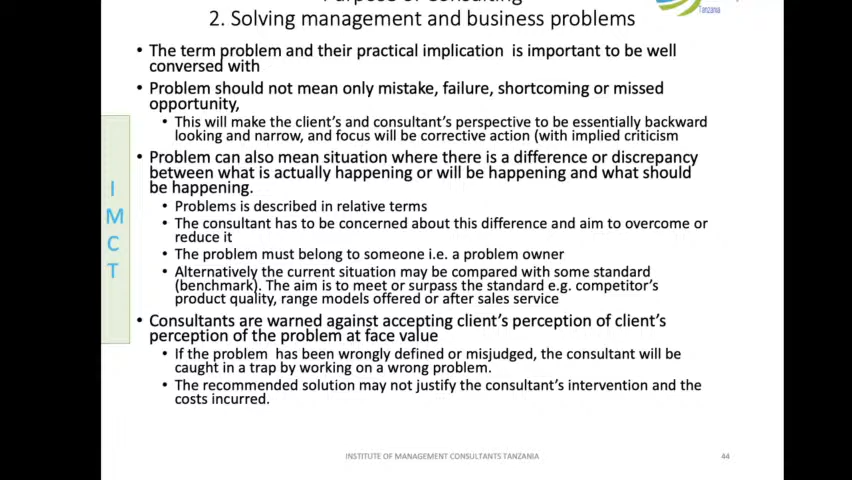 Purpose of Consulting
2. Solving management and business problems
Tanzania
• The term problem and their practical implication is important to be well
conversed with
• Problem should not mean only mistake, failure, shortcoming or missed
opportunity,
• This will make the client's and consultant's perspective to be essentially backward
looking and narrow, and focus will be corrective action (with implied criticism
• Problem can also mean situation where there is a difference or discrepancy
between what is actually happening or will be happening and what should
be happening.
• Problems is described in relative terms
• The consultant has to be concerned about this difference and aim to overcome or
reduce it
• The problem must belong to someone i.e. a problem owner
• Alternatively the current situation may be compared with some standard
(benchmark). The aim is to meet or surpass the standard e.g. competitor's
product quality, range models offered or after sales service
• Consultants are warned against accepting client's perception of client's
perception of the problem at face value
• If the problem has been wrongly defined or misjudged, the consultant will be
caught in a trap by working on a wrong problem.
• The recommended solution may not justify the consultant's intervention and the
costs incurred.
I
M
C
T
INSTITUTE OF MANAGEMENT CONSULTANTS TANZANIA
44